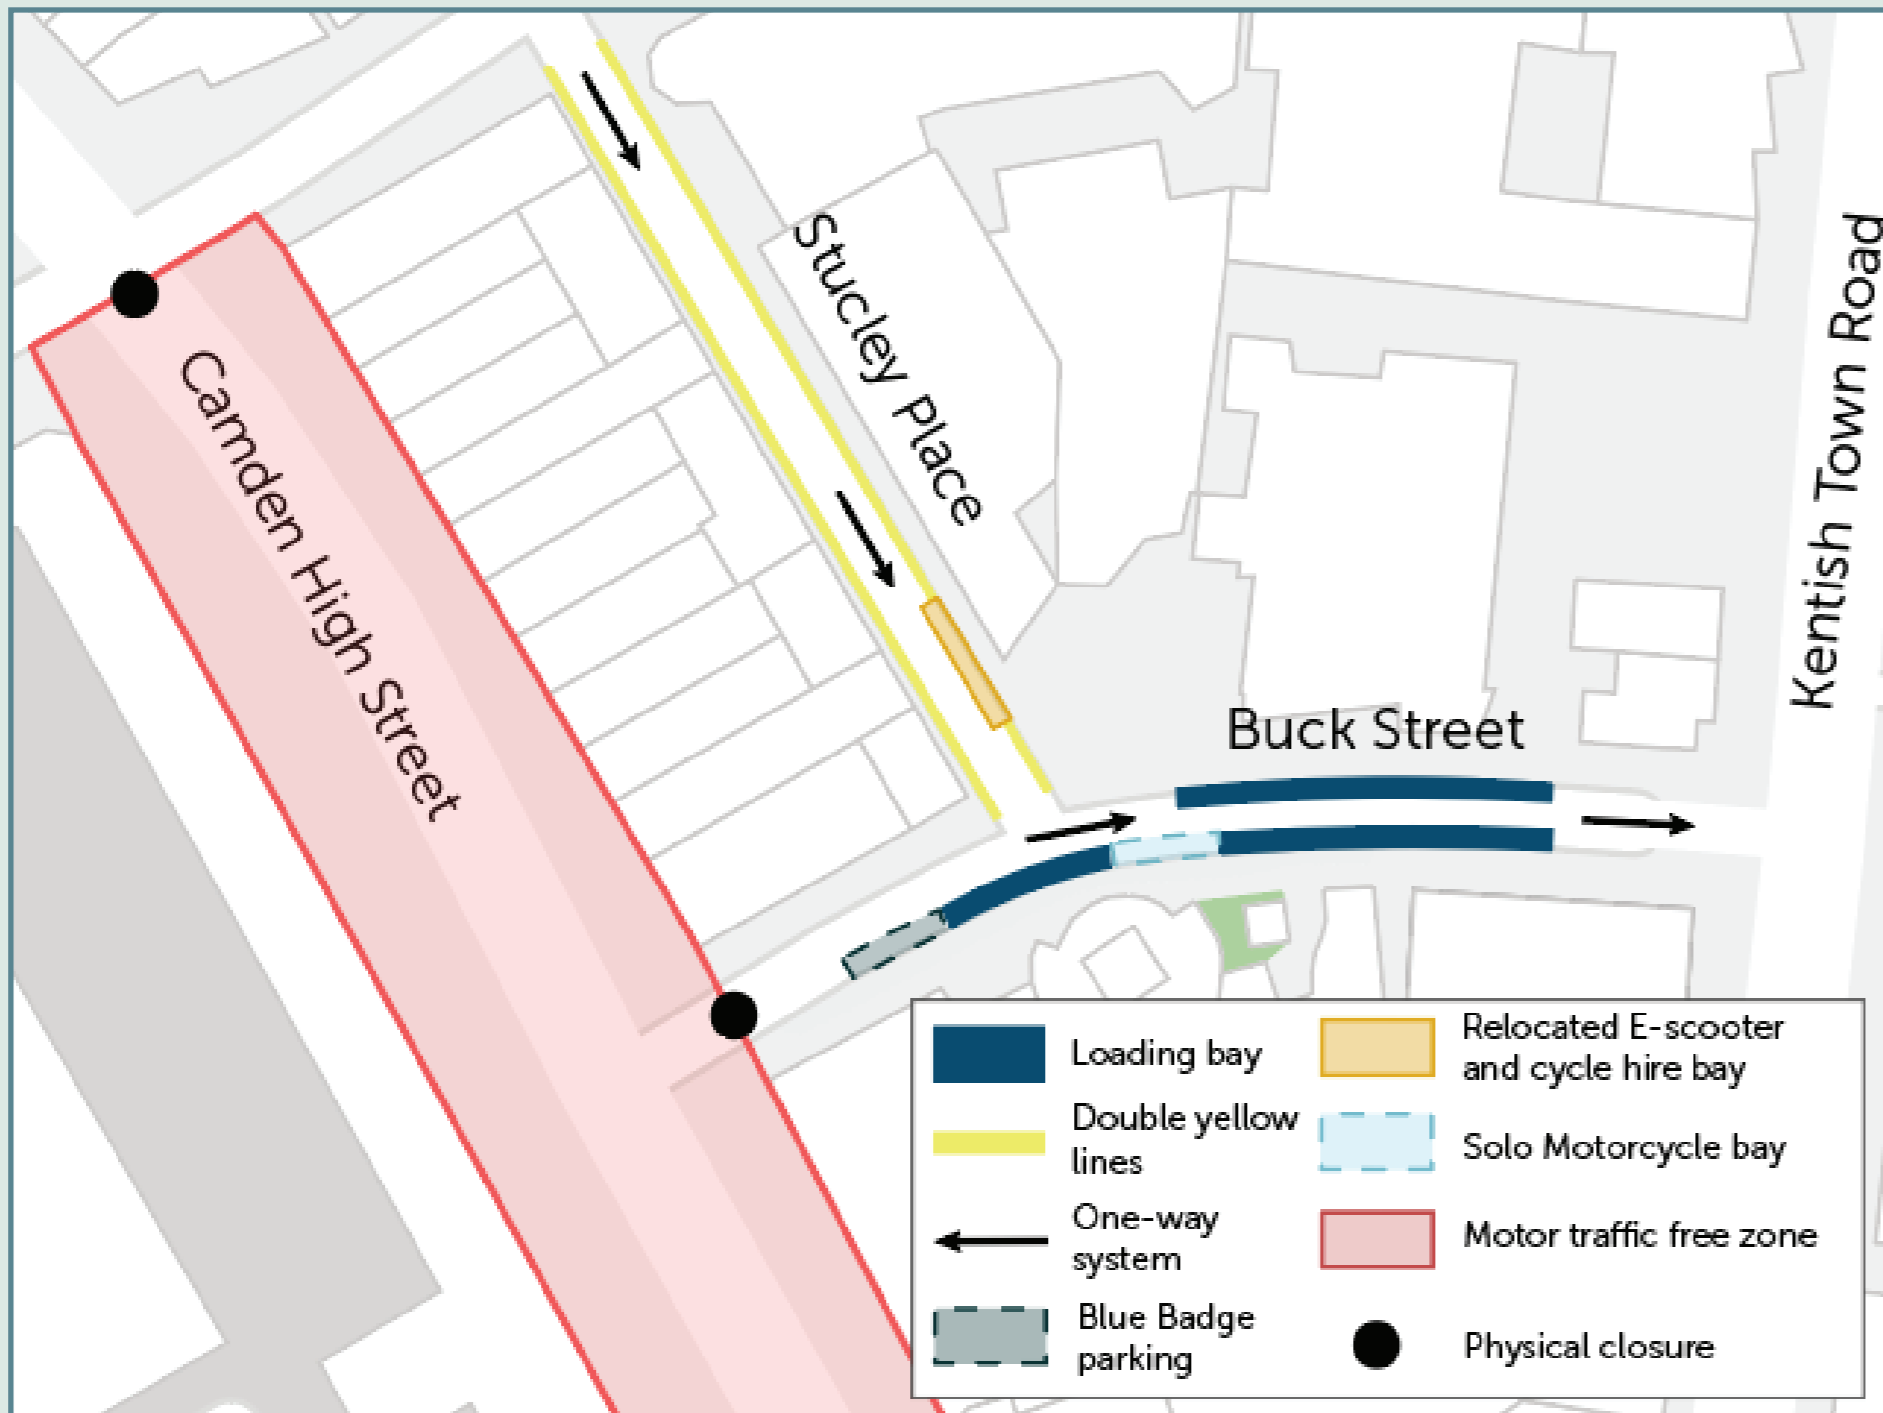 Camden High Street
Stucley Place
Kentish Town Road
Buck Street
Loading bay
Double yellow
lines
One-way
system
Blue Badge
parking
Relocated E-scooter
and cycle hire bay
Solo Motorcycle bay
Motor traffic free zone
Physical closure